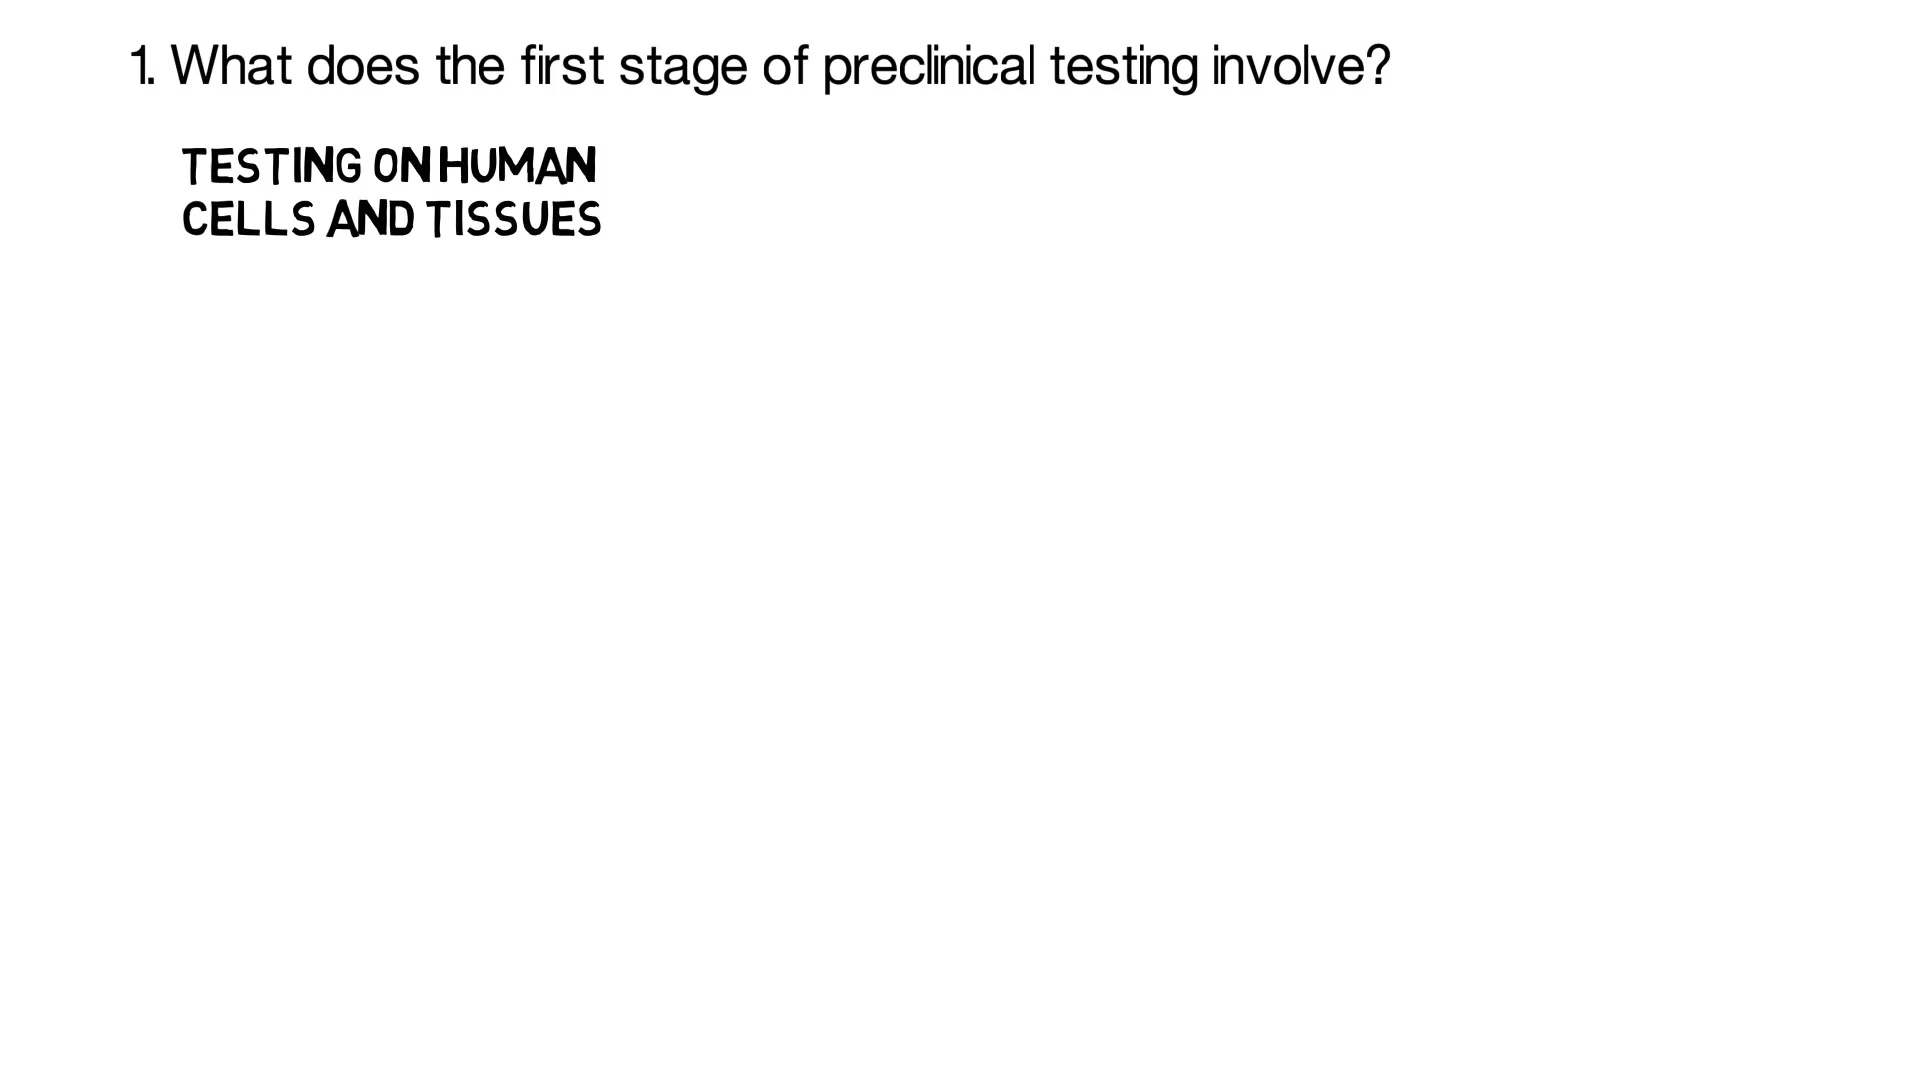 1. What does the first stage of preclinical testing involve?
TESTING ON HUMAN
CELLS AND TISSUES